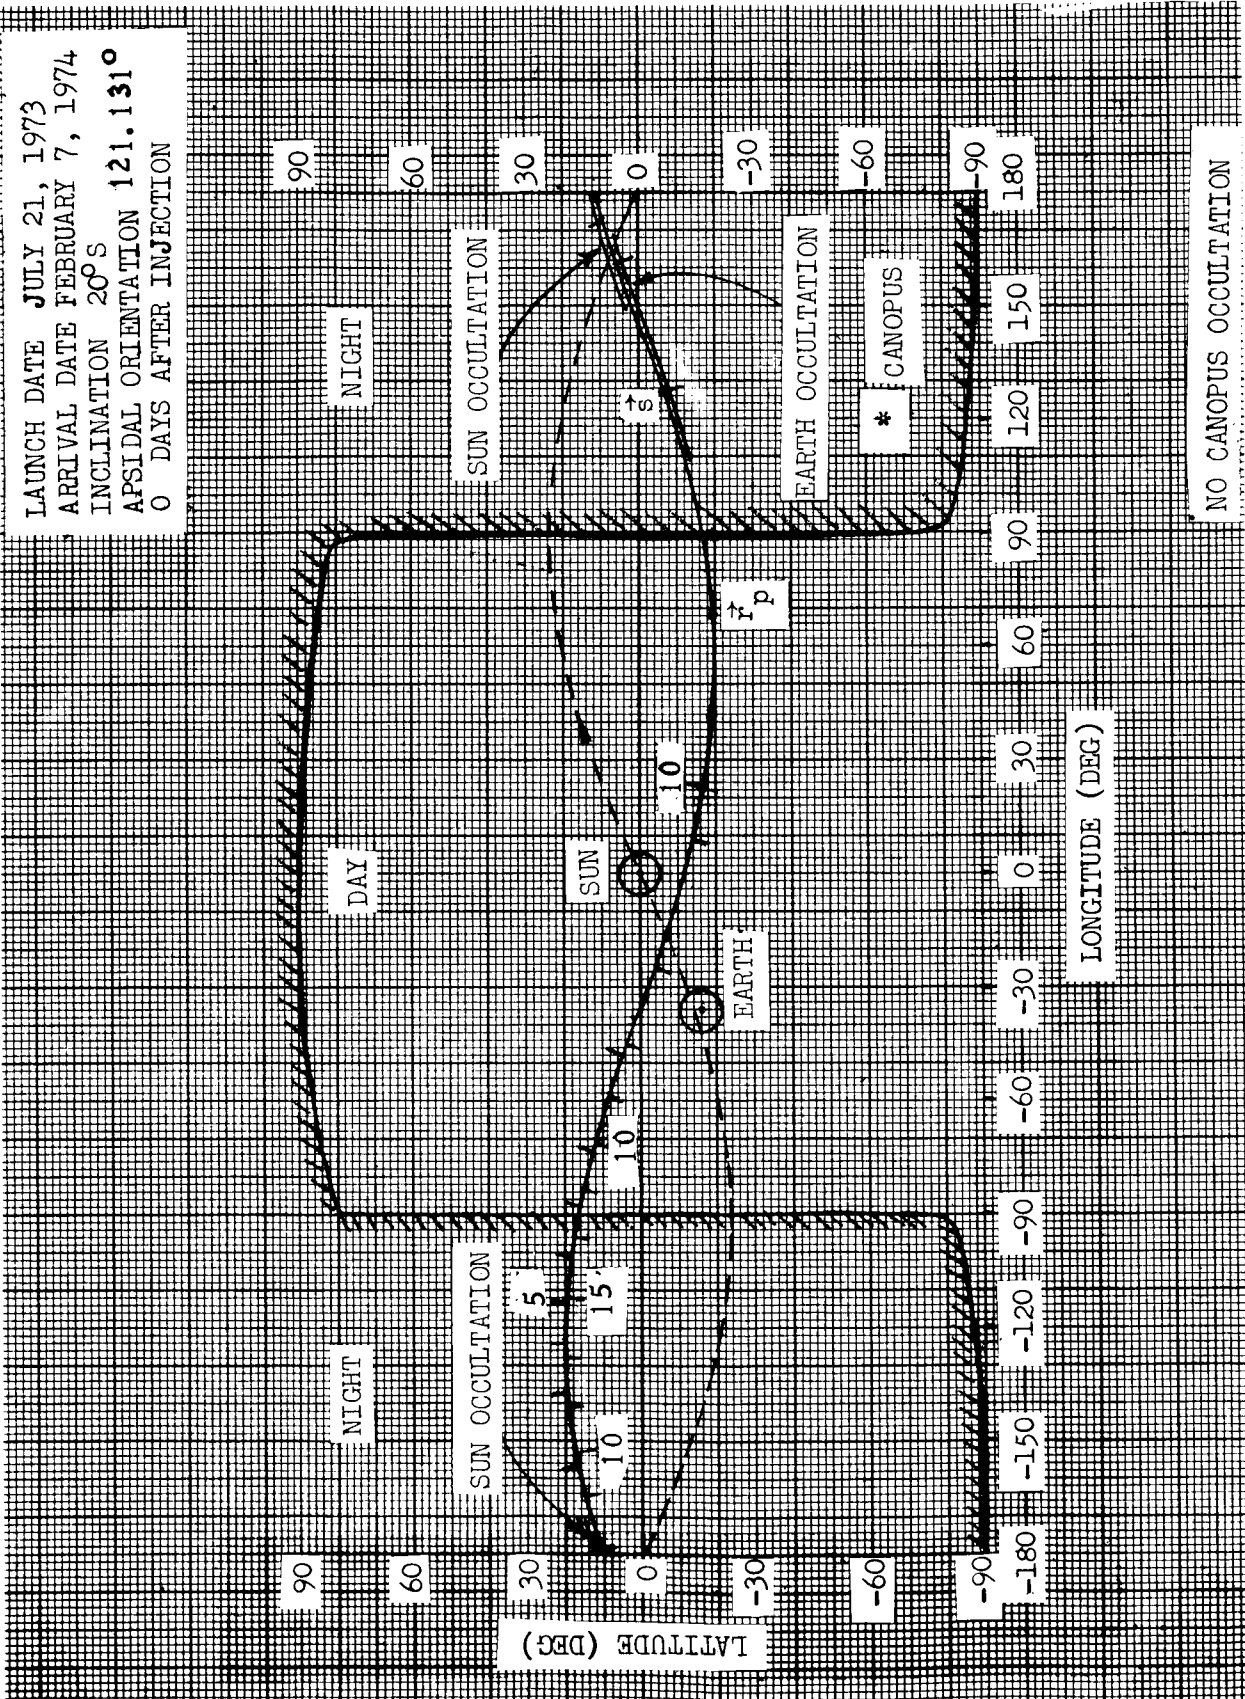 LAUNCH DATE JULY 21, 1973
ARRIVAL DATE FEBRUARY 7, 1974
INCLINATION 20°S
APSIDAL ORIENTATION 121.131°
0 DAYS AFTER INJECTION
NIGHT
DAY
NIGHT
SUN OCCULTATION
SUN OCCULTATION
5
15
10
10
10
SUN
EARTH
s→
r→p
EARTH OCCULTATION
* CANOPUS
90
60
30
0
-30
-60
-90
90
60
30
0
-30
-60
-90
LATITUDE (DEG)
-180 -150 -120 -90 -60 -30 0 30 60 90 120 150 180
LONGITUDE (DEG)
NO CANOPUS OCCULTATION